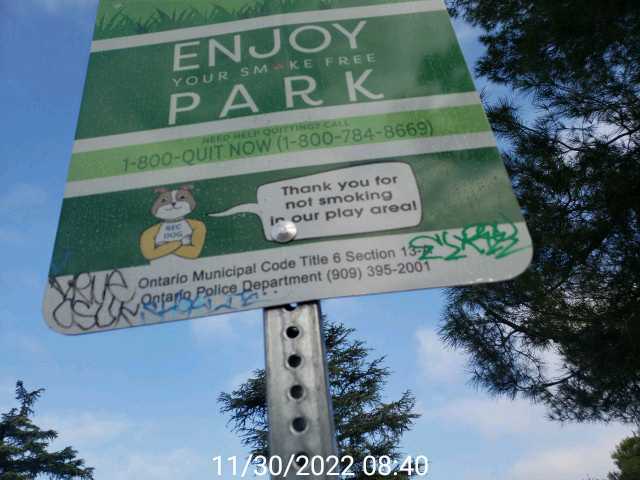 ENJOY
YOUR SMOKE FREE
PARK
NEED HELP QUITTING? CALL
1-800-QUIT NOW (1-800-784-8669)
Thank you for
not smoking
in our play area!
REC
DOG
Ontario Municipal Code Title 6 Section 13-
Ontario Police Department (909) 395-2001
11/30/2022 08:40